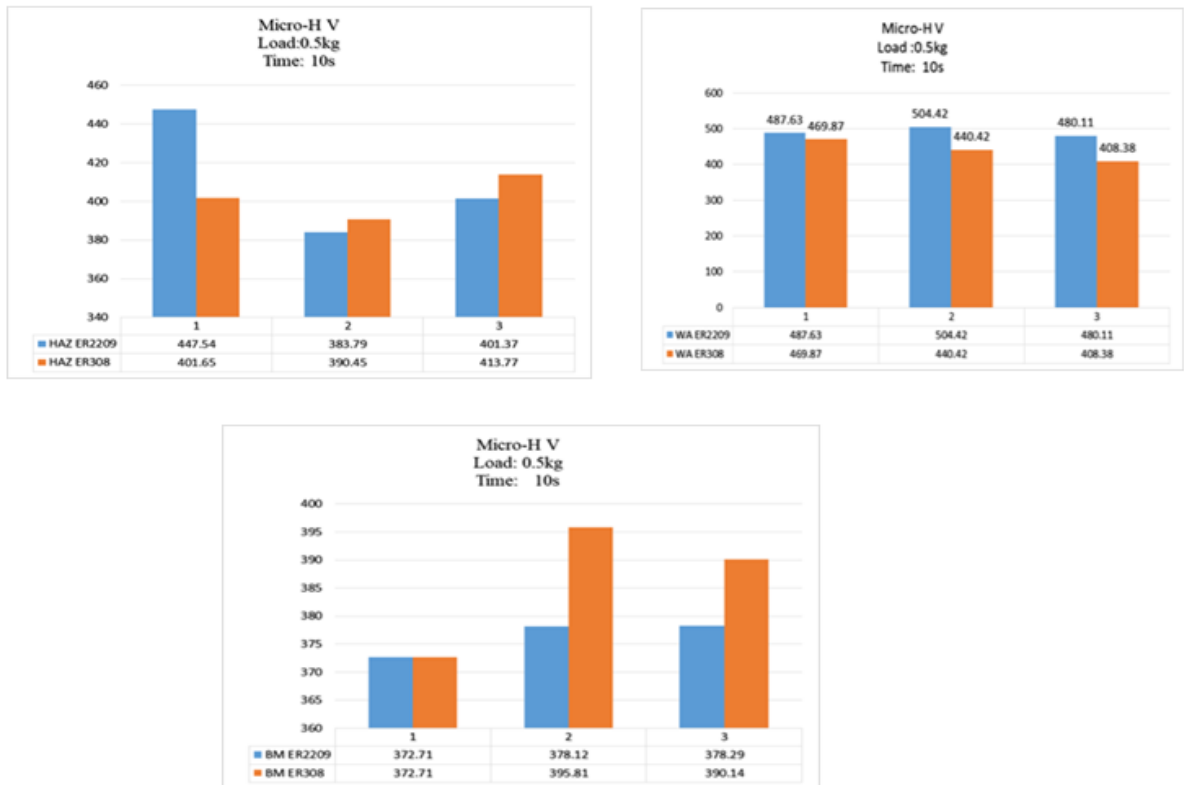 Micro-H V
Load:0.5kg
Time: 10s
460
440
420
400
380
360
340
1 2 3
HAZ ER2209 447.54 383.79 401.37
HAZ ER308 401.65 390.45 413.77
Micro-H V
Load :0.5kg
Time: 10s
600
500
400
300
200
100
0
487.63 469.87 504.42 440.42 480.11 408.38
1 2 3
WA ER2209 487.63 504.42 480.11
WA ER308 469.87 440.42 408.38
Micro-H V
Load: 0.5kg
Time: 10s
400
395
390
385
380
375
370
365
360
1 2 3
BM ER2209 372.71 378.12 378.29
BM ER308 372.71 395.81 390.14